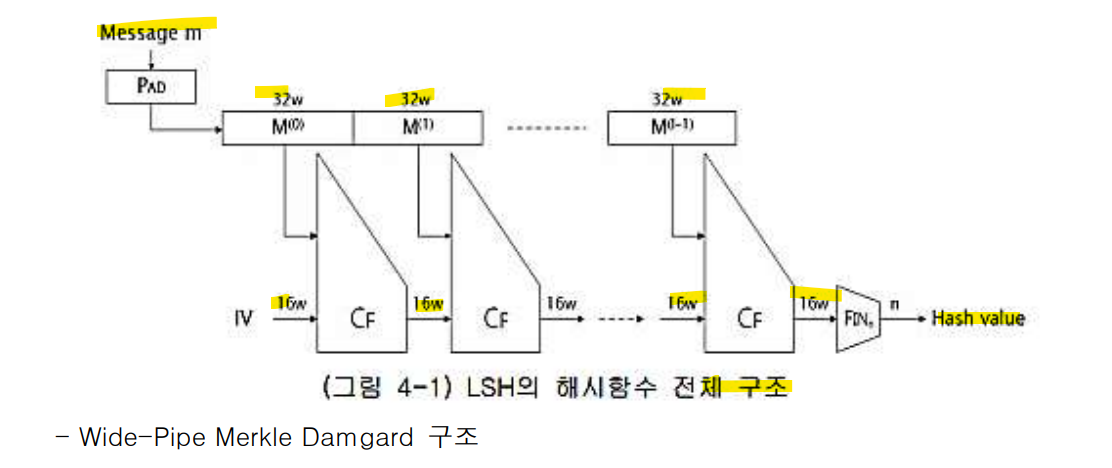 Message m
PAD
32w 32w 32w
M(0) M(1) M(l-1)
IV 16w CF 16w CF 16w 16w CF 16w FINn n Hash value
(그림 4-1) LSH의 해시함수 전체 구조
- Wide-Pipe Merkle Damgard 구조